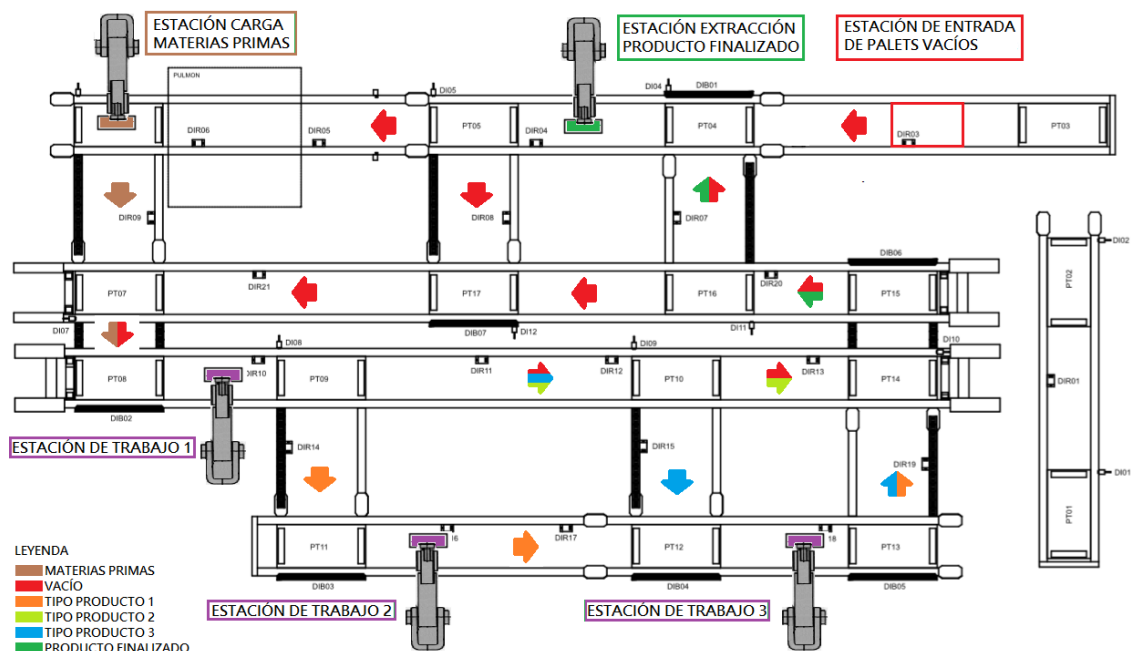 ESTACIÓN CARGA
MATERIAS PRIMAS
ESTACIÓN EXTRACCIÓN
PRODUCTO FINALIZADO
ESTACIÓN DE ENTRADA
DE PALETS VACÍOS
PULMON
DI05
DI04
DIB01
DIR06
DIR05
PT05
DIR04
PT04
DIR03
PT03
DIR09
DIR08
DIR07
DI02
DIB06
PT02
PT07
DIR21
PT17
PT16
DIR20
PT15
DI07
DIB07
DI12
DI11
DI08
DI09
DI10
PT08
IR10
PT09
DIR11
DIR12
PT10
DIR13
PT14
DIR01
DIB02
ESTACIÓN DE TRABAJO 1
DIR14
DIR15
DIR19
DI01
PT01
I6
DIR17
18
PT11
PT12
PT13
DIB03
DIB04
DIB05
ESTACIÓN DE TRABAJO 2
ESTACIÓN DE TRABAJO 3
LEYENDA
MATERIAS PRIMAS
VACÍO
TIPO PRODUCTO 1
TIPO PRODUCTO 2
TIPO PRODUCTO 3
PRODUCTO FINALIZADO